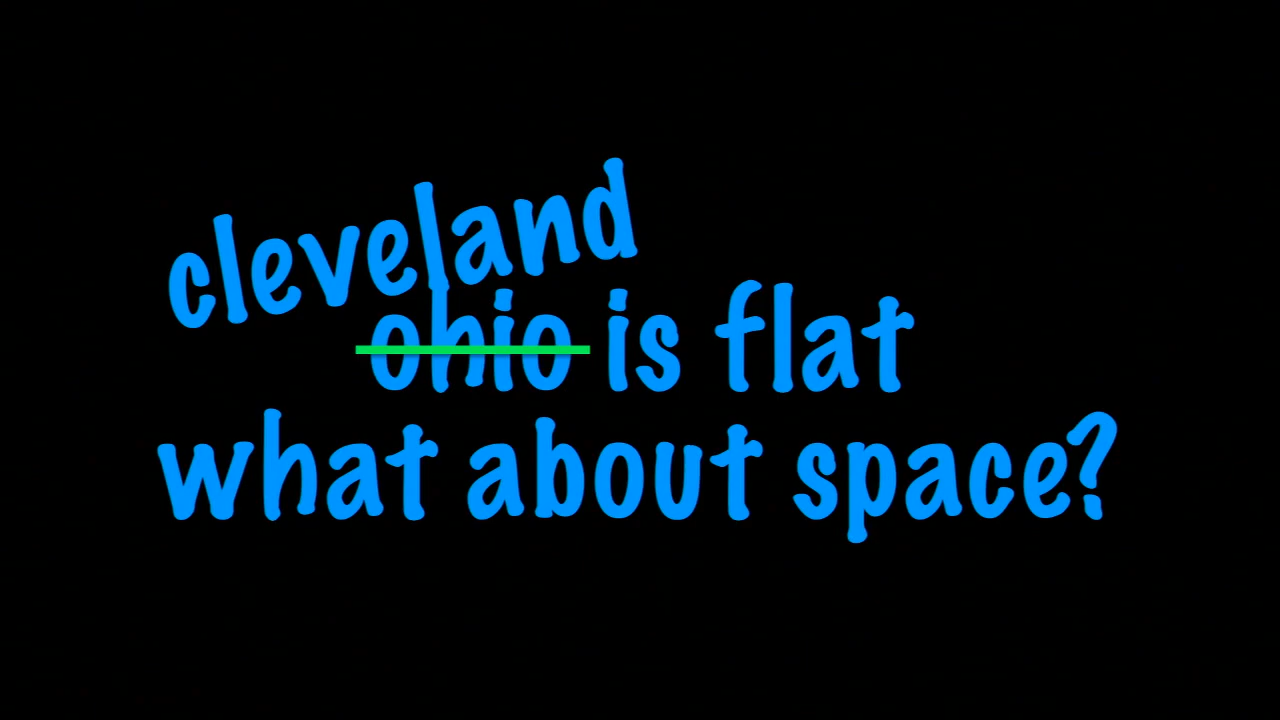 cleveland
ohio is flat
what about space?